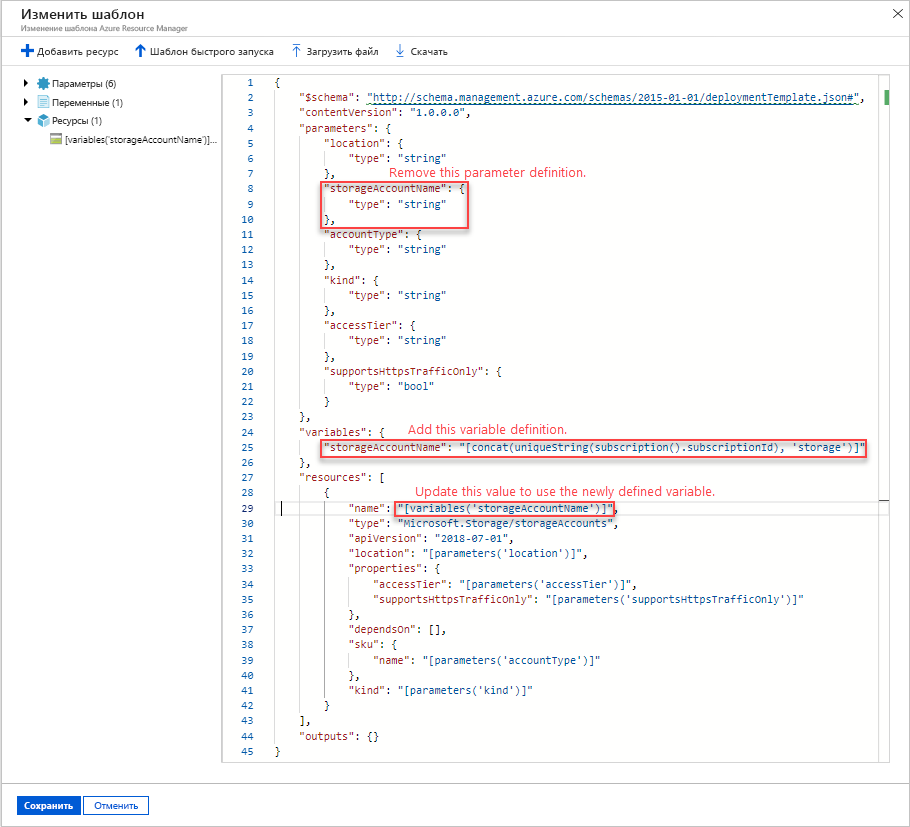 Изменить шаблон
Изменение шаблона Azure Resource Manager
Добавить ресурс Шаблон быстрого запуска Загрузить файл Скачать
Параметры (6)
Переменные (1)
Ресурсы (1)
[variables('storageAccountName')]...
1 {
2 "$schema": "http://schema.management.azure.com/schemas/2015-01-01/deploymentTemplate.json#",
3 "contentVersion": "1.0.0.0",
4 "parameters": {
5 "location": {
6 "type": "string"
7 },
Remove this parameter definition.
8 "storageAccountName": {
9 "type": "string"
10 },
11 "accountType": {
12 "type": "string"
13 },
14 "kind": {
15 "type": "string"
16 },
17 "accessTier": {
18 "type": "string"
19 },
20 "supportsHttpsTrafficOnly": {
21 "type": "bool"
22 }
23 },
24 "variables": {
Add this variable definition.
25 "storageAccountName": "[concat(uniqueString(subscription().subscriptionId), 'storage')]"
26 },
27 "resources": [
28 {
Update this value to use the newly defined variable.
29 "name": "[variables('storageAccountName')]",
30 "type": "Microsoft.Storage/storageAccounts",
31 "apiVersion": "2018-07-01",
32 "location": "[parameters('location')]",
33 "properties": {
34 "accessTier": "[parameters('accessTier')]",
35 "supportsHttpsTrafficOnly": "[parameters('supportsHttpsTrafficOnly')]"
36 },
37 "dependsOn": [],
38 "sku": {
39 "name": "[parameters('accountType')]"
40 },
41 "kind": "[parameters('kind')]"
42 }
43 ],
44 "outputs": {}
45 }
Сохранить Отменить